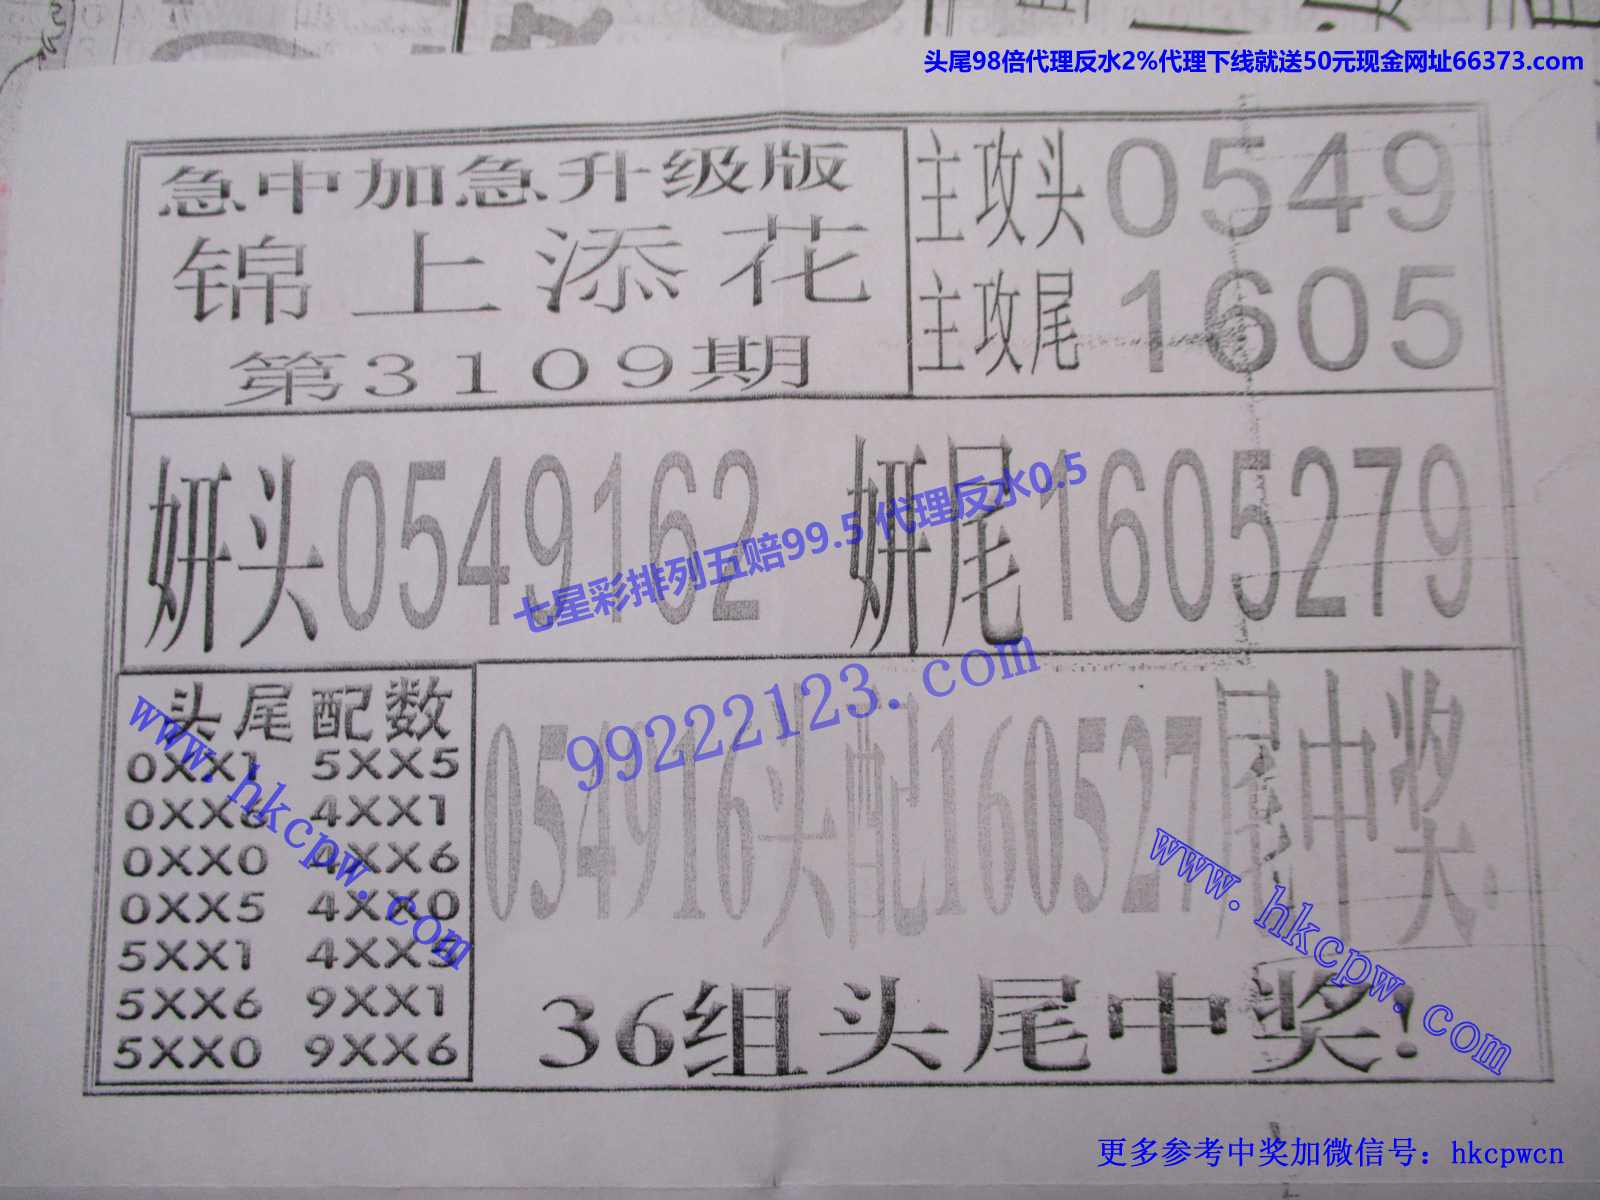 头尾98倍代理反水2%代理下线就送50元现金网址66373.com
急中加急升级版
锦上添花
第3109期
主攻头0549
主攻尾1605
妍头0549162
妍尾1605279
七星彩排列五赔99.5 代理反水0.5
99222123.com
头尾配数
0XX1 5XX5
0XX6 4XX1
0XX0 4XX6
0XX5 4XX0
5XX1 4XX5
5XX6 9XX1
5XX0 9XX6
www.hkcpw.com
054916头配160527尾中奖.
36组头尾中奖!
www.hkcpw.com
更多参考中奖加微信号：hkcpwcn